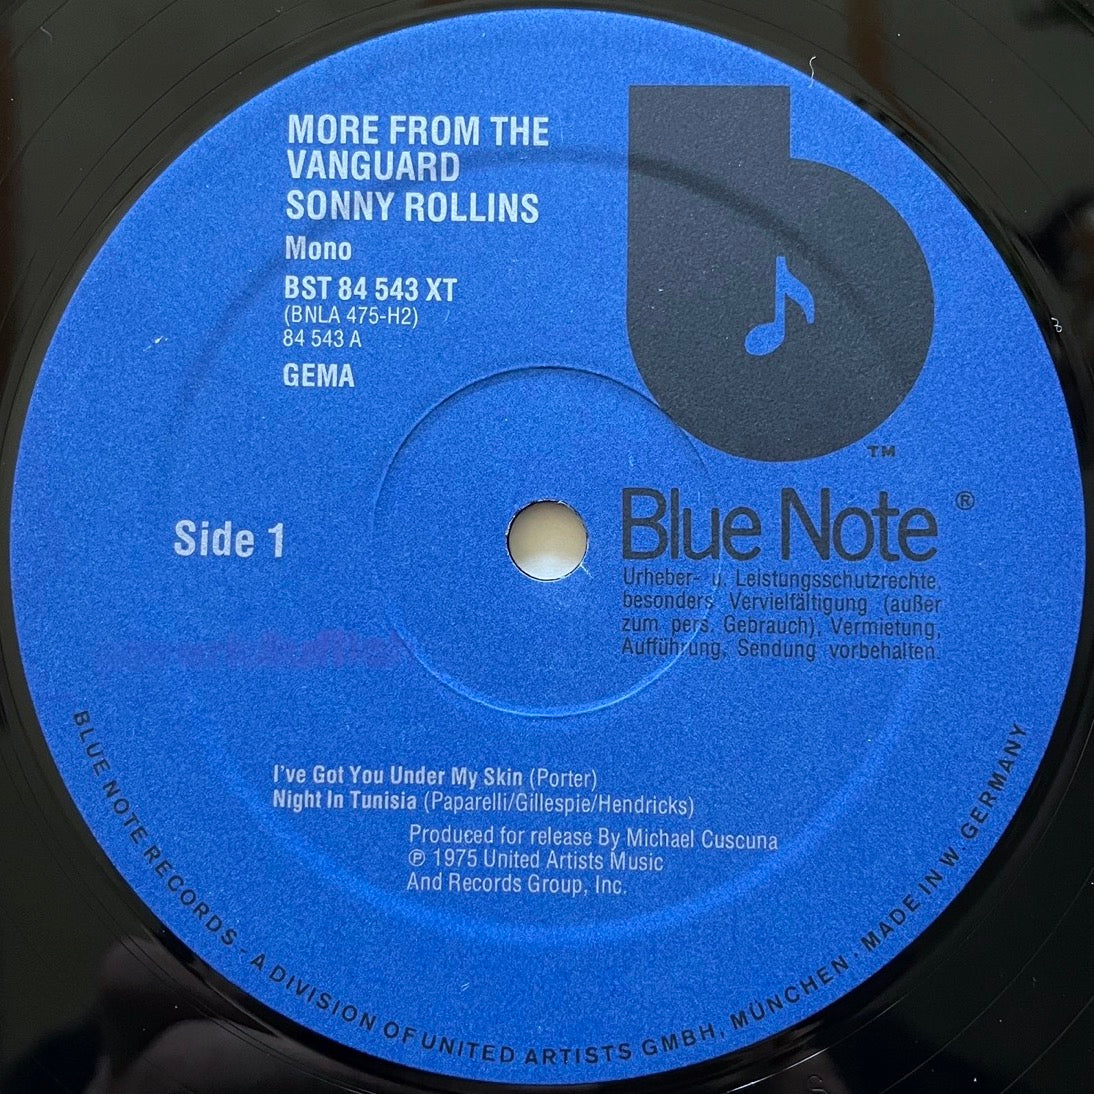 MORE FROM THE
VANGUARD
SONNY ROLLINS
Mono
BST 84 543 XT
(BNLA 475-H2)
84 543 A
GEMA
TM
Blue Note ®
Urheber- u. Leistungsschutzrechte,
besonders Vervielfältigung (außer
zum pers. Gebrauch), Vermietung,
Aufführung, Sendung vorbehalten.
Side 1
I've Got You Under My Skin (Porter)
Night In Tunisia (Paparelli/Gillespie/Hendricks)
Produced for release By Michael Cuscuna
℗ 1975 United Artists Music
And Records Group, Inc.
BLUE NOTE RECORDS - A DIVISION OF UNITED ARTISTS GMBH, MÜNCHEN · MADE IN W. GERMANY